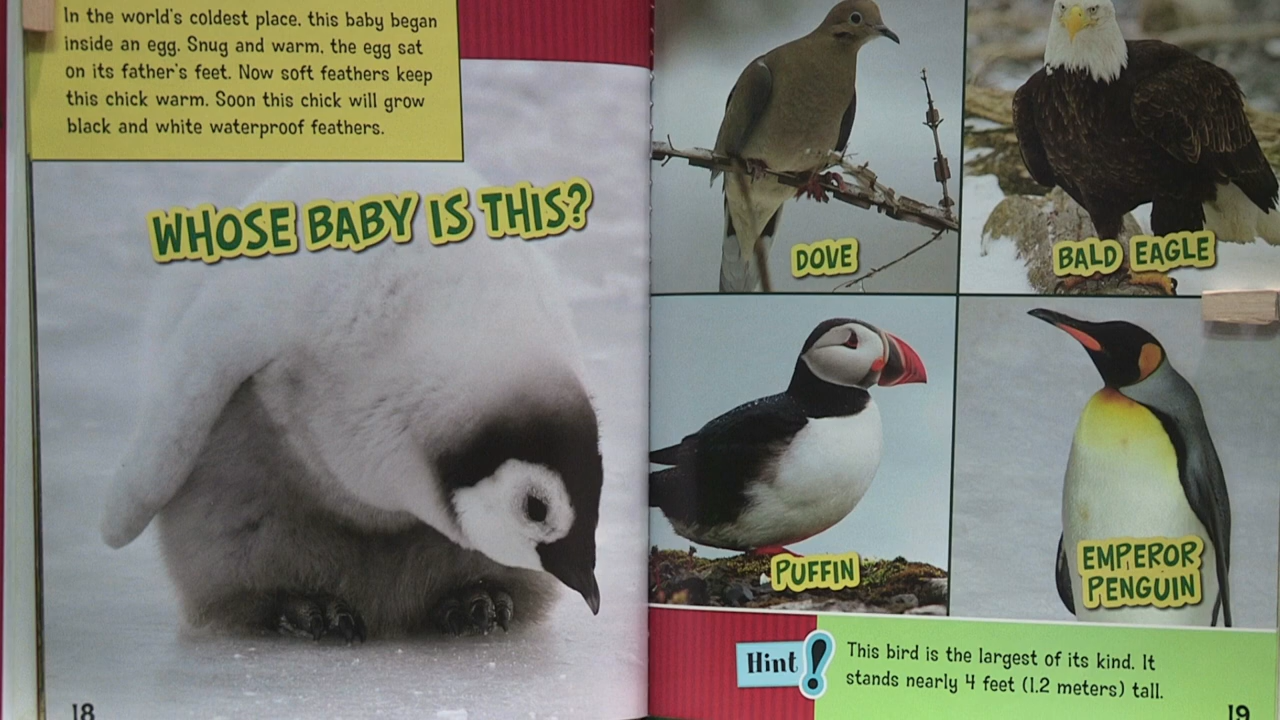 In the world's coldest place, this baby began
inside an egg. Snug and warm, the egg sat
on its father's feet. Now soft feathers keep
this chick warm. Soon this chick will grow
black and white waterproof feathers.
WHOSE BABY IS THIS?
18
DOVE
BALD EAGLE
PUFFIN
EMPEROR
PENGUIN
Hint!
This bird is the largest of its kind. It
stands nearly 4 feet (1.2 meters) tall.
19